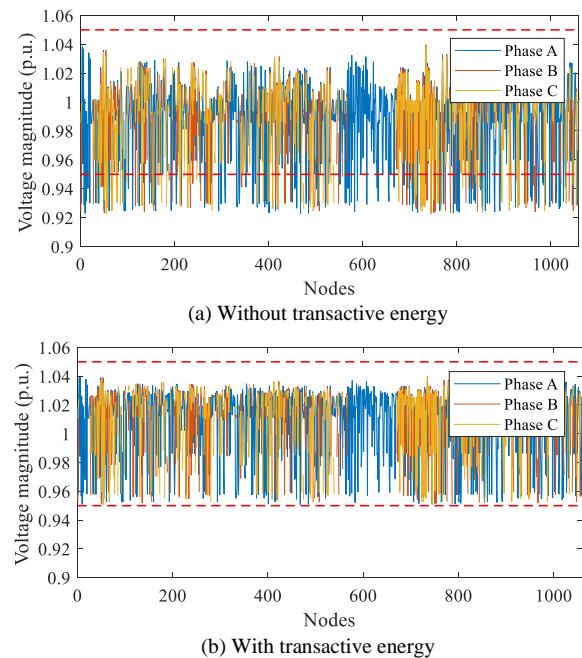 1.06
1.04
1.02
1
0.98
0.96
0.94
0.92
0.9
Voltage magnitude (p.u.)
Phase A
Phase B
Phase C
0 200 400 600 800 1000
Nodes
(a) Without transactive energy
1.06
1.04
1.02
1
0.98
0.96
0.94
0.92
0.9
Voltage magnitude (p.u.)
Phase A
Phase B
Phase C
0 200 400 600 800 1000
Nodes
(b) With transactive energy